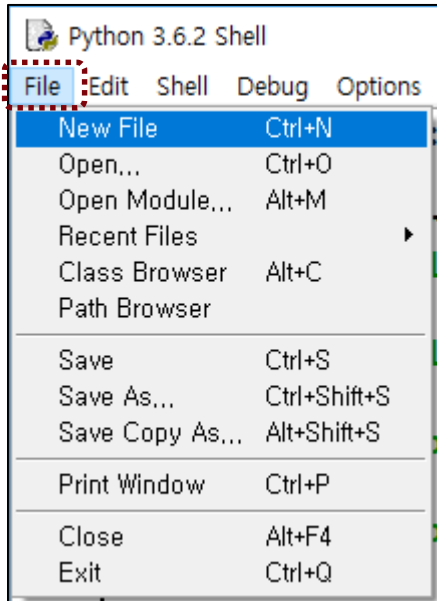 Python 3.6.2 Shell
File Edit Shell Debug Options
New File Ctrl+N
Open... Ctrl+O
Open Module... Alt+M
Recent Files
Class Browser Alt+C
Path Browser
Save Ctrl+S
Save As... Ctrl+Shift+S
Save Copy As... Alt+Shift+S
Print Window Ctrl+P
Close Alt+F4
Exit Ctrl+Q